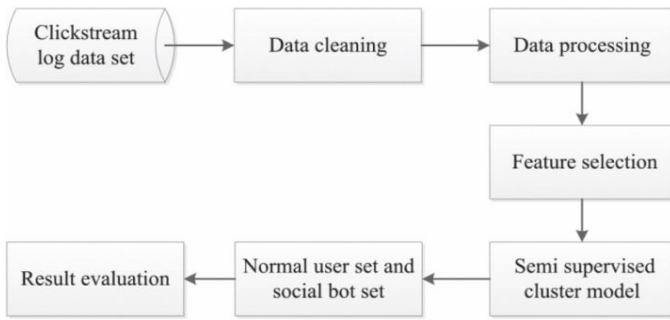 Clickstream
log data set
Data cleaning
Data processing
Feature selection
Semi supervised
cluster model
Normal user set and
social bot set
Result evaluation